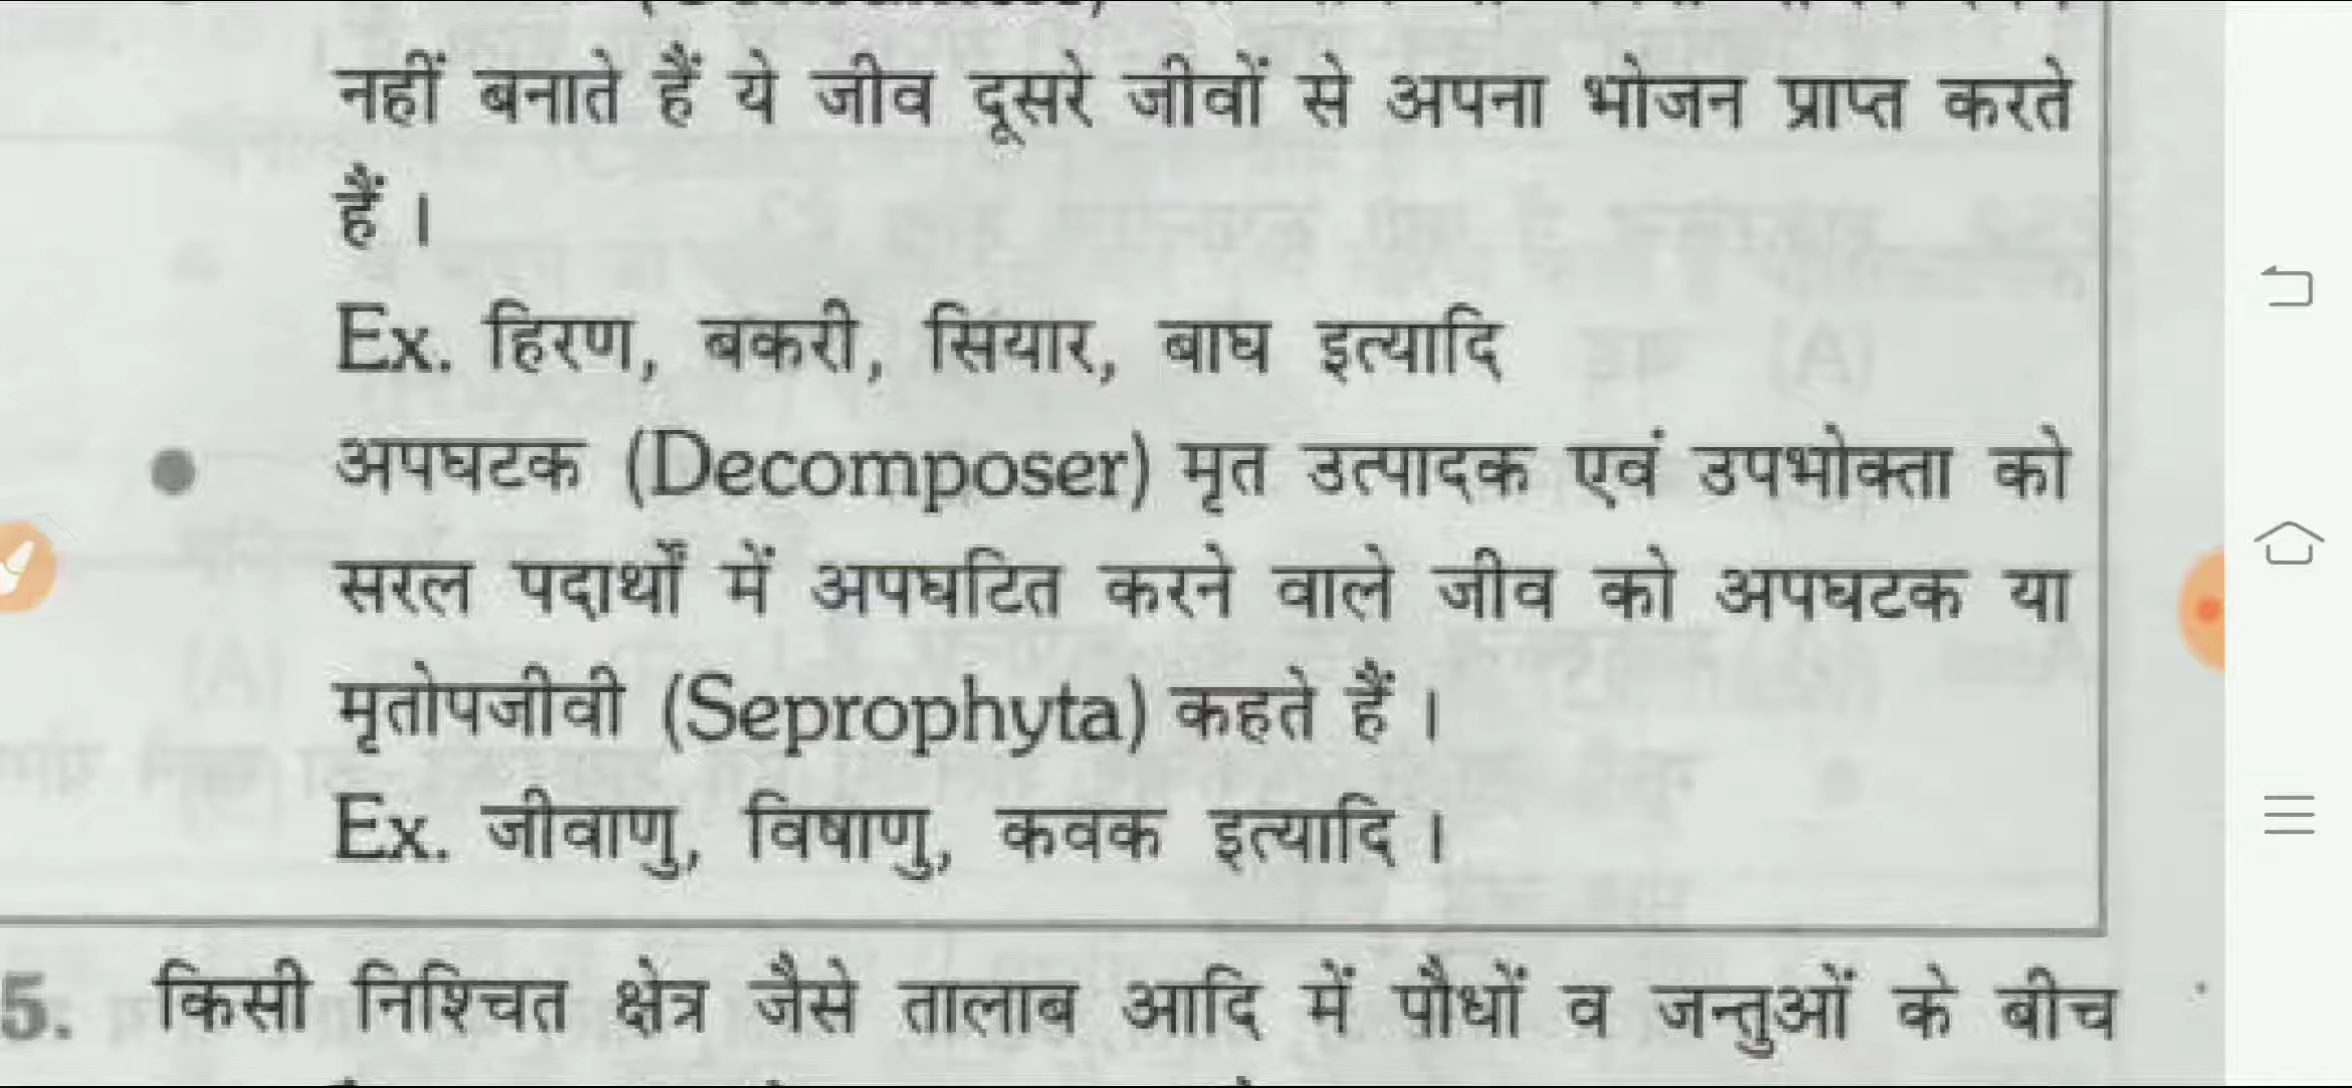 नहीं बनाते हैं ये जीव दूसरे जीवों से अपना भोजन प्राप्त करते
हैं ।
Ex. हिरण, बकरी, सियार, बाघ इत्यादि
अपघटक (Decomposer) मृत उत्पादक एवं उपभोक्ता को
सरल पदार्थों में अपघटित करने वाले जीव को अपघटक या
मृतोपजीवी (Seprophyta) कहते हैं ।
Ex. जीवाणु, विषाणु, कवक इत्यादि ।
5. किसी निश्चित क्षेत्र जैसे तालाब आदि में पौधों व जन्तुओं के बीच